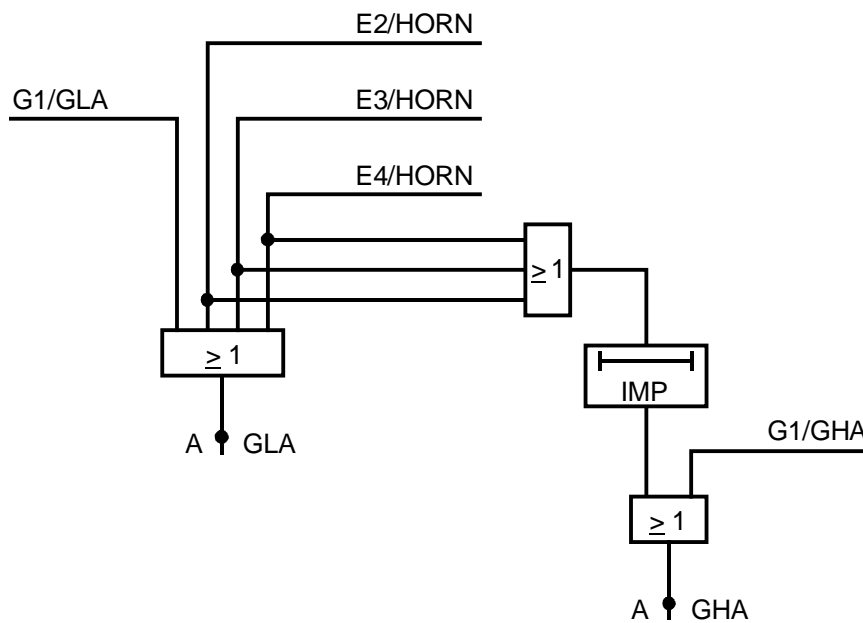 E2/HORN
G1/GLA
E3/HORN
E4/HORN
≥ 1
≥ 1
IMP
A GLA
G1/GHA
≥ 1
A GHA